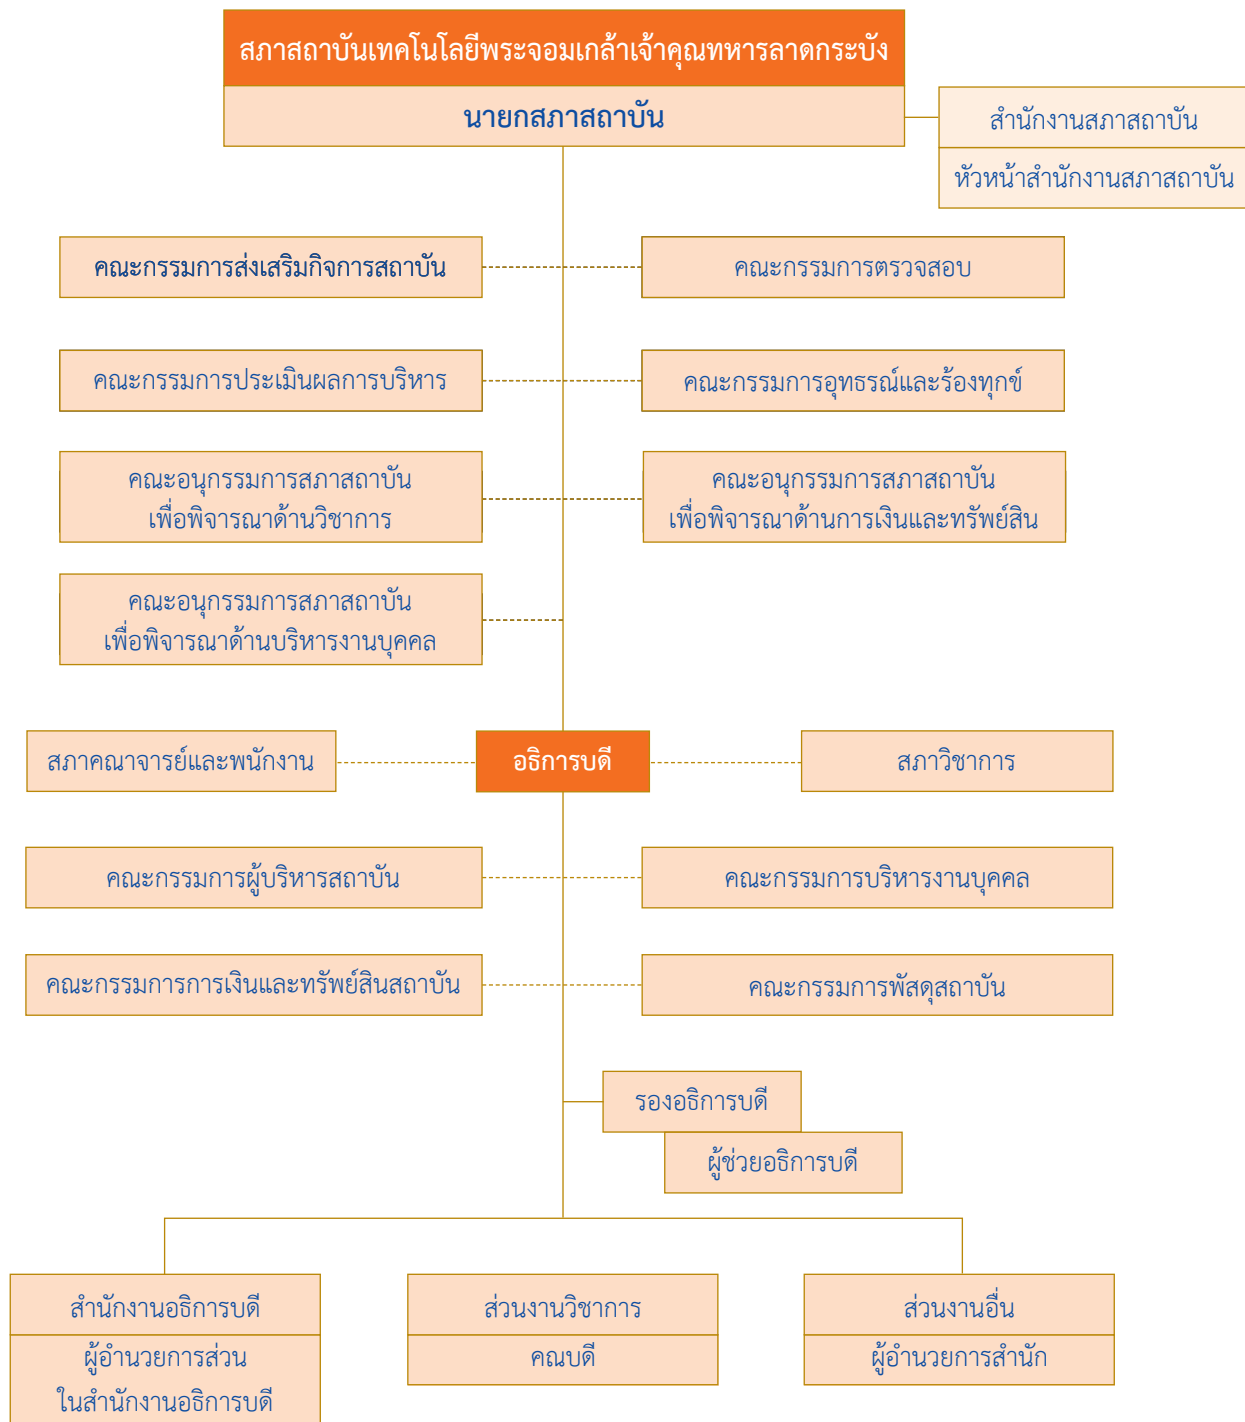 สภาสถาบันเทคโนโลยีพระจอมเกล้าเจ้าคุณทหารลาดกระบัง
นายกสภาสถาบัน
สำนักงานสภาสถาบัน
หัวหน้าสำนักงานสภาสถาบัน
คณะกรรมการส่งเสริมกิจการสถาบัน
คณะกรรมการตรวจสอบ
คณะกรรมการประเมินผลการบริหาร
คณะกรรมการอุทธรณ์และร้องทุกข์
คณะอนุกรรมการสภาสถาบัน
เพื่อพิจารณาด้านวิชาการ
คณะอนุกรรมการสภาสถาบัน
เพื่อพิจารณาด้านการเงินและทรัพย์สิน
คณะอนุกรรมการสภาสถาบัน
เพื่อพิจารณาด้านบริหารงานบุคคล
สภาคณาจารย์และพนักงาน
อธิการบดี
สภาวิชาการ
คณะกรรมการผู้บริหารสถาบัน
คณะกรรมการบริหารงานบุคคล
คณะกรรมการการเงินและทรัพย์สินสถาบัน
คณะกรรมการพัสดุสถาบัน
รองอธิการบดี
ผู้ช่วยอธิการบดี
สำนักงานอธิการบดี
ผู้อำนวยการส่วน
ในสำนักงานอธิการบดี
ส่วนงานวิชาการ
คณบดี
ส่วนงานอื่น
ผู้อำนวยการสำนัก